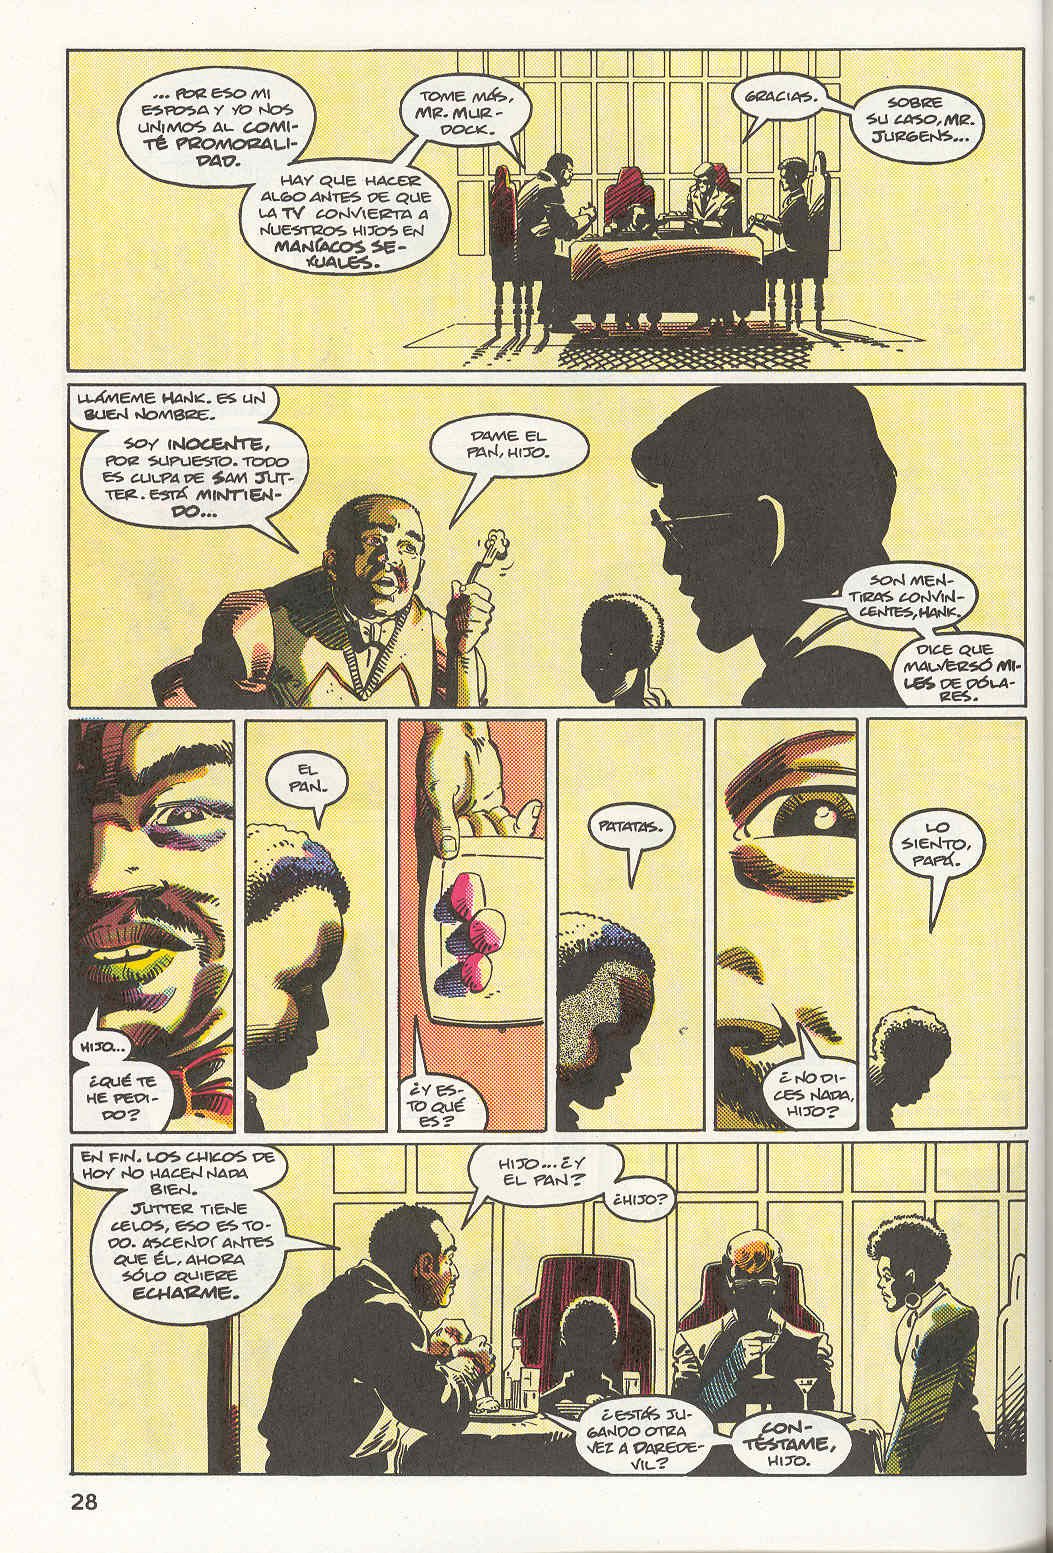 ... POR ESO MI
ESPOSA Y YO NOS
UNIMOS AL COMI-
TÉ PROMORALI-
DAD.
HAY QUE HACER
ALGO ANTES DE QUE
LA TV CONVIERTA A
NUESTROS HIJOS EN
MANÍACOS SE-
XUALES.
TOME MÁS,
MR. MUR-
DOCK.
GRACIAS.
SOBRE
SU CASO, MR.
JURGENS...
LLÁMEME HANK. ES UN
BUEN NOMBRE.
SOY INOCENTE,
POR SUPUESTO. TODO
ES CULPA DE SAM JUT-
TER. ESTÁ MINTIEN-
DO...
DAME EL
PAN, HIJO.
SON MEN-
TIRAS CONVIN-
CENTES, HANK.
DICE QUE
MALVERSÓ MI-
LES DE DÓLA-
RES.
HIJO...
¿QUÉ TE
HE PEDI-
DO?
EL
PAN.
¿Y ES-
TO QUÉ
ES?
PATATAS.
¿NO DI-
CES NADA,
HIJO?
LO
SIENTO,
PAPÁ.
EN FIN. LOS CHICOS DE
HOY NO HACEN NADA
BIEN.
JUTTER TIENE
CELOS, ESO ES TO-
DO. ASCENDÍ ANTES
QUE ÉL, AHORA
SÓLO QUIERE
ECHARME.
HIJO... ¿Y
EL PAN?
¿HIJO?
¿ESTÁS JU-
GANDO OTRA
VEZ A DAREDE-
VIL?
CON-
TÉSTAME,
HIJO.
28